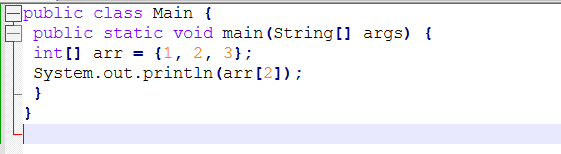 public class Main {
public static void main(String[] args) {
int[] arr = {1, 2, 3};
System.out.println(arr[2]);
}
}